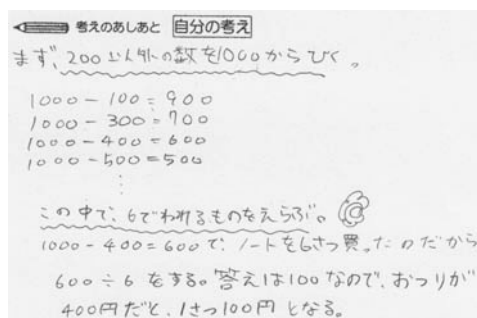 考えのあしあと 自分の考え
まず、200以外の数を1000からひく。
1000-100=900
1000-300=700
1000-400=600
1000-500=500
⋮
この中で、6でわれるものをえらぶ。
1000-400=600で、ノートを6さつ買ったのだから
600÷6をする。答えは100なので、おつりが
400円だと、1さつ100円となる。